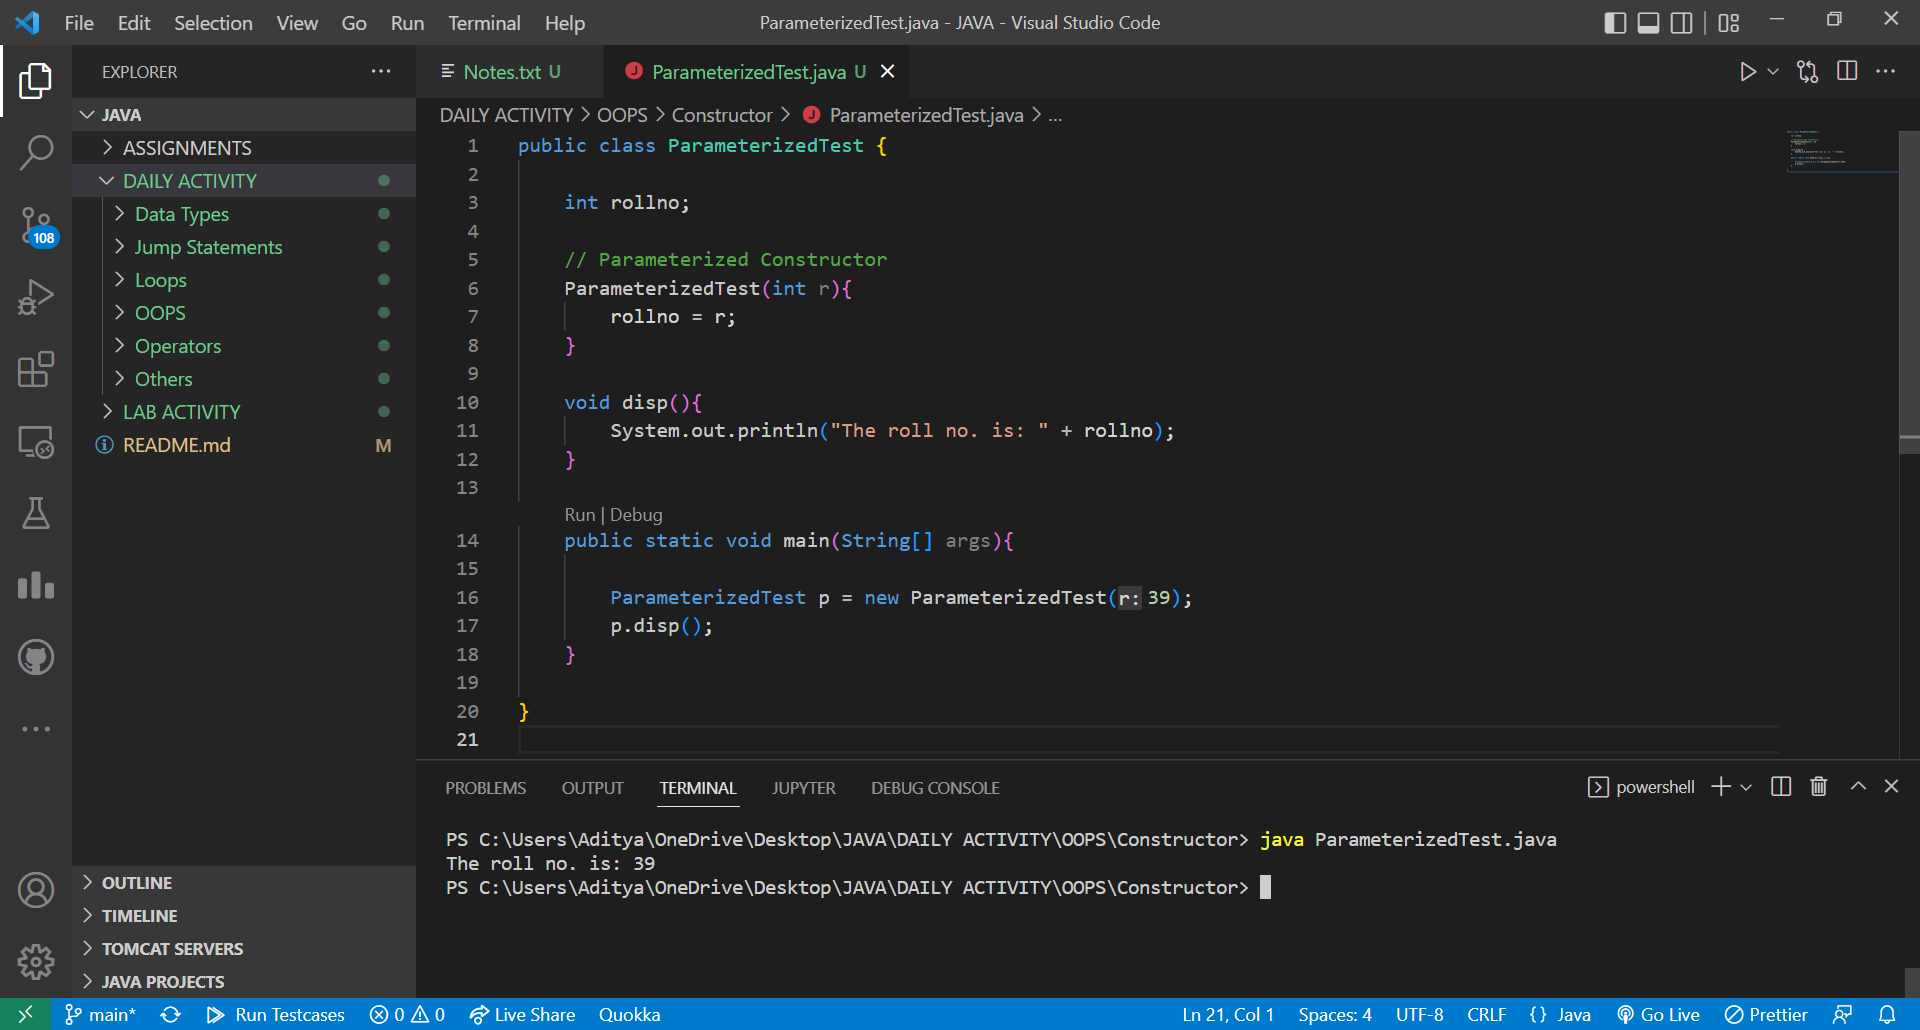 File Edit Selection View Go Run Terminal Help
ParameterizedTest.java - JAVA - Visual Studio Code
EXPLORER
JAVA
ASSIGNMENTS
DAILY ACTIVITY
Data Types
Jump Statements
Loops
OOPS
Operators
Others
LAB ACTIVITY
README.md M
108
OUTLINE
TIMELINE
TOMCAT SERVERS
JAVA PROJECTS
Notes.txt U
ParameterizedTest.java U
DAILY ACTIVITY > OOPS > Constructor > ParameterizedTest.java > ...
1 public class ParameterizedTest {
2
3 int rollno;
4
5 // Parameterized Constructor
6 ParameterizedTest(int r){
7 rollno = r;
8 }
9
10 void disp(){
11 System.out.println("The roll no. is: " + rollno);
12 }
13
Run | Debug
14 public static void main(String[] args){
15
16 ParameterizedTest p = new ParameterizedTest(r: 39);
17 p.disp();
18 }
19
20 }
21
PROBLEMS OUTPUT TERMINAL JUPYTER DEBUG CONSOLE
powershell
PS C:\Users\Aditya\OneDrive\Desktop\JAVA\DAILY ACTIVITY\OOPS\Constructor> java ParameterizedTest.java
The roll no. is: 39
PS C:\Users\Aditya\OneDrive\Desktop\JAVA\DAILY ACTIVITY\OOPS\Constructor>
main* Run Testcases 0 0 Live Share Quokka
Ln 21, Col 1 Spaces: 4 UTF-8 CRLF {} Java Go Live Prettier